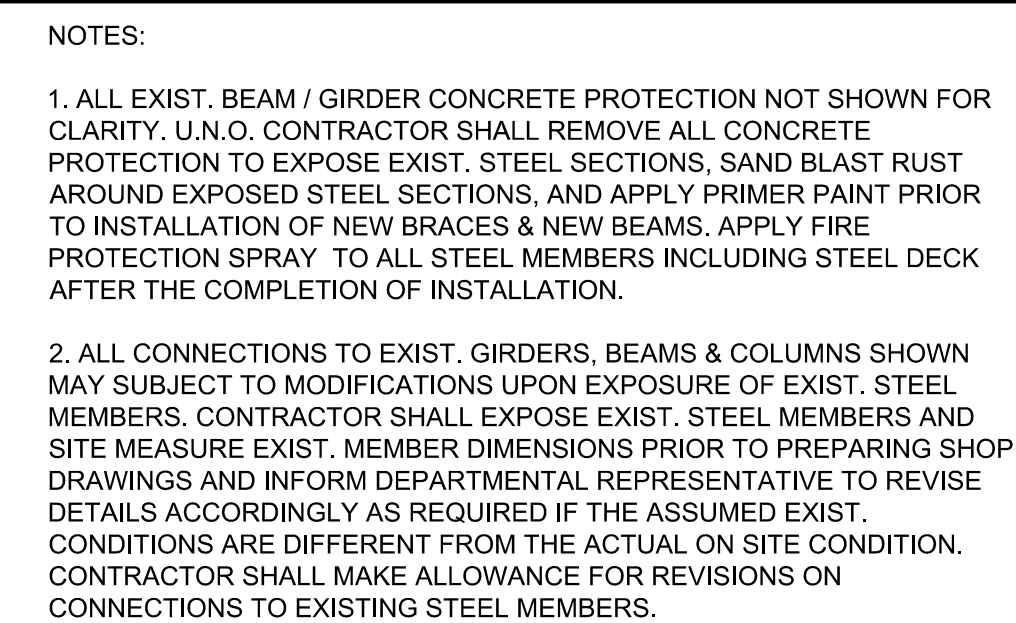 NOTES:
1. ALL EXIST. BEAM / GIRDER CONCRETE PROTECTION NOT SHOWN FOR
CLARITY. U.N.O. CONTRACTOR SHALL REMOVE ALL CONCRETE
PROTECTION TO EXPOSE EXIST. STEEL SECTIONS, SAND BLAST RUST
AROUND EXPOSED STEEL SECTIONS, AND APPLY PRIMER PAINT PRIOR
TO INSTALLATION OF NEW BRACES & NEW BEAMS. APPLY FIRE
PROTECTION SPRAY  TO ALL STEEL MEMBERS INCLUDING STEEL DECK
AFTER THE COMPLETION OF INSTALLATION.
2. ALL CONNECTIONS TO EXIST. GIRDERS, BEAMS & COLUMNS SHOWN
MAY SUBJECT TO MODIFICATIONS UPON EXPOSURE OF EXIST. STEEL
MEMBERS. CONTRACTOR SHALL EXPOSE EXIST. STEEL MEMBERS AND
SITE MEASURE EXIST. MEMBER DIMENSIONS PRIOR TO PREPARING SHOP
DRAWINGS AND INFORM DEPARTMENTAL REPRESENTATIVE TO REVISE
DETAILS ACCORDINGLY AS REQUIRED IF THE ASSUMED EXIST.
CONDITIONS ARE DIFFERENT FROM THE ACTUAL ON SITE CONDITION.
CONTRACTOR SHALL MAKE ALLOWANCE FOR REVISIONS ON
CONNECTIONS TO EXISTING STEEL MEMBERS.